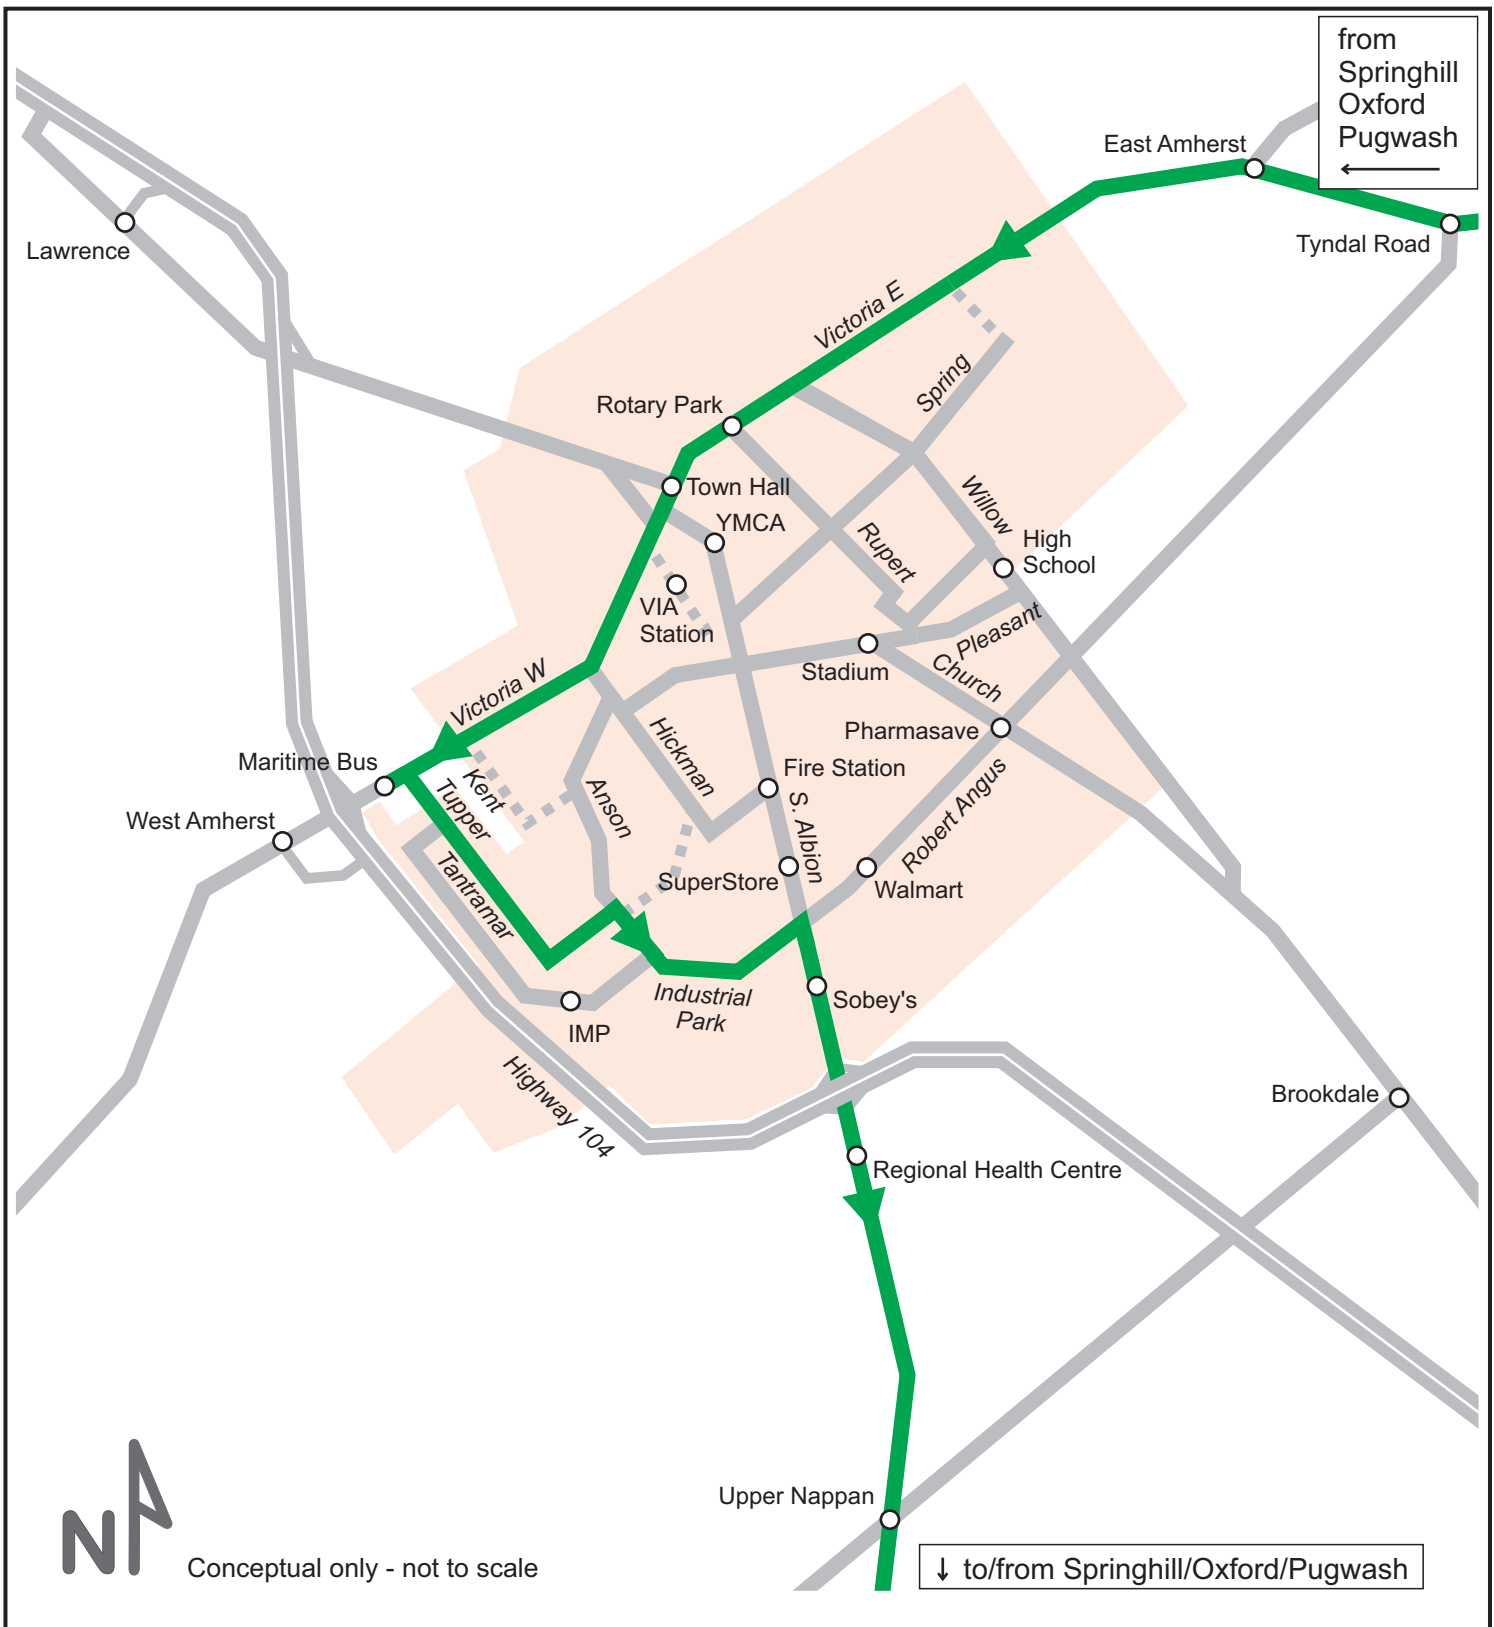 from
Springhill
Oxford
Pugwash
East Amherst
Tyndal Road
Lawrence
Victoria E
Spring
Rotary Park
Town Hall
YMCA
Willow
Rupert
High
School
VIA
Station
Pleasant
Stadium
Church
Victoria W
Hickman
Pharmasave
Maritime Bus
Fire Station
Kent
Tupper
Anson
S. Albion
Robert Angus
West Amherst
SuperStore
Walmart
Tantramar
Industrial
Park
Sobey's
IMP
Highway 104
Brookdale
Regional Health Centre
Upper Nappan
N
Conceptual only - not to scale
↓ to/from Springhill/Oxford/Pugwash